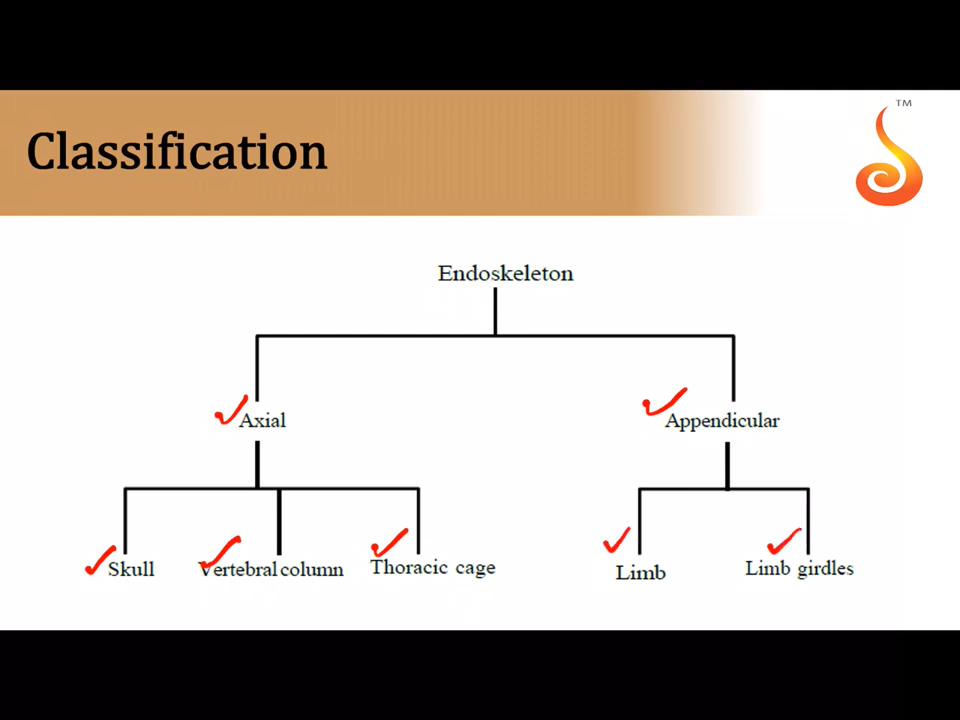 TM
Classification
Endoskeleton
Axial
Appendicular
Skull
Vertebral column
Thoracic cage
Limb
Limb girdles